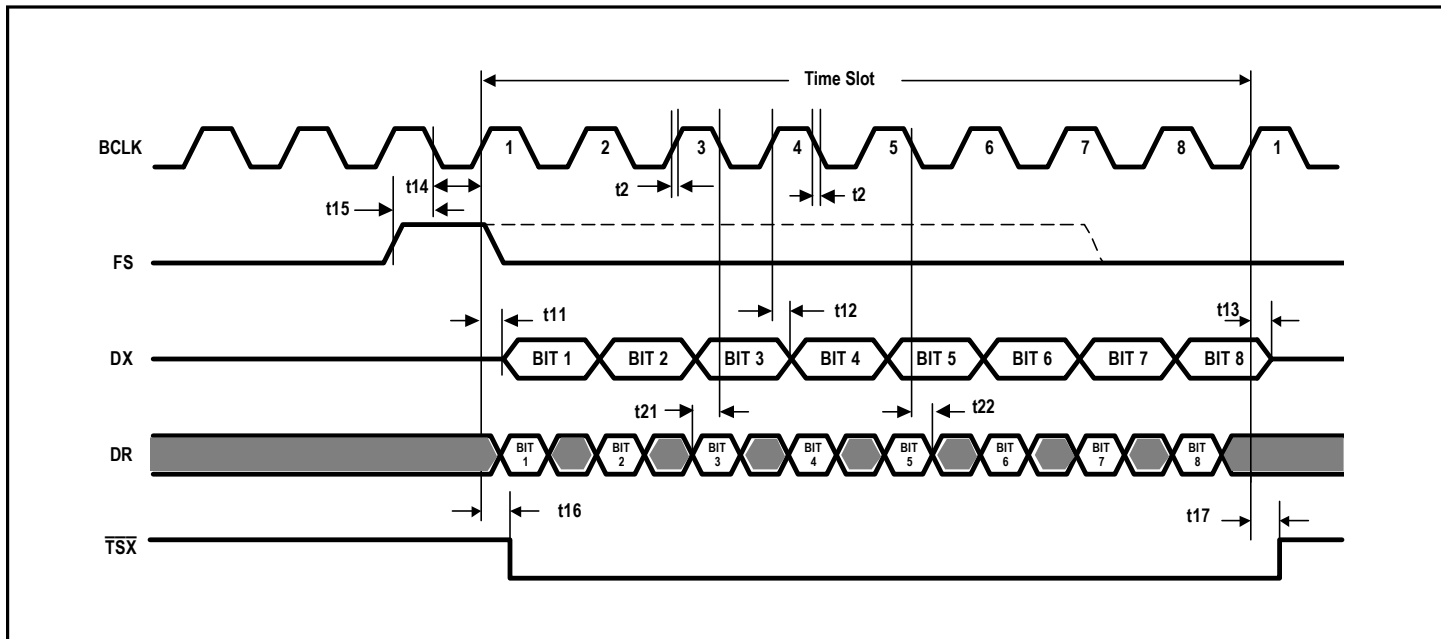 Time Slot
BCLK 1 2 3 4 5 6 7 8 1
t14 t2 t2
t15
FS
t11 t12 t13
DX BIT 1 BIT 2 BIT 3 BIT 4 BIT 5 BIT 6 BIT 7 BIT 8
t21 t22
DR BIT 1 BIT 2 BIT 3 BIT 4 BIT 5 BIT 6 BIT 7 BIT 8
t16 t17
TSX